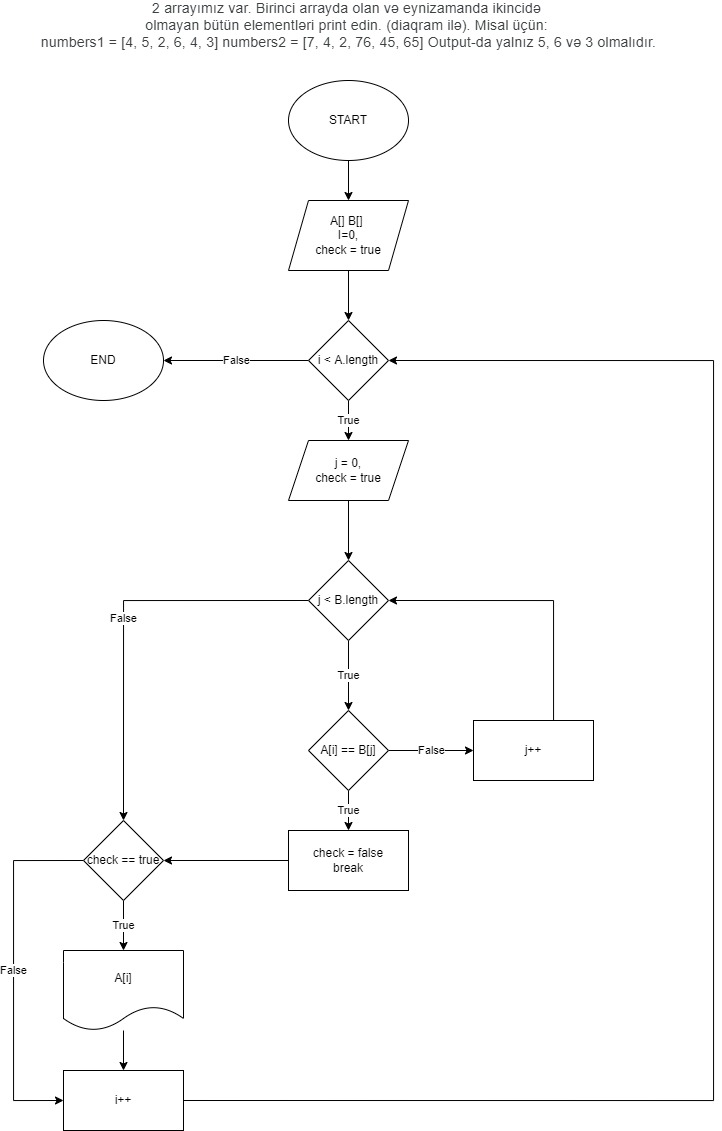 2 arrayımız var. Birinci arrayda olan və eynizamanda ikincidə
olmayan bütün elementləri print edin. (diaqram ilə). Misal üçün:
numbers1 = [4, 5, 2, 6, 4, 3] numbers2 = [7, 4, 2, 76, 45, 65] Output-da yalnız 5, 6 və 3 olmalıdır.
START
A[] B[]
I=0,
check = true
END
False
i < A.length
True
j = 0,
check = true
j < B.length
False
True
A[i] == B[j]
False
j++
True
check = false
break
check == true
True
False
A[i]
i++